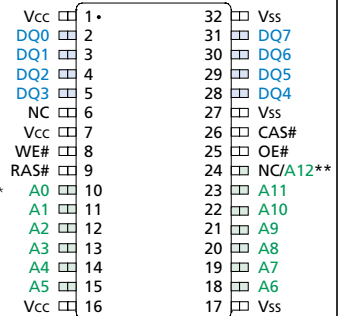 Vcc 1• 32 Vss
DQ0 2 31 DQ7
DQ1 3 30 DQ6
DQ2 4 29 DQ5
DQ3 5 28 DQ4
NC 6 27 Vss
Vcc 7 26 CAS#
WE# 8 25 OE#
RAS# 9 24 NC/A12**
* A0 10 23 A11
A1 11 22 A10
A2 12 21 A9
A3 13 20 A8
A4 14 19 A7
A5 15 18 A6
Vcc 16 17 Vss